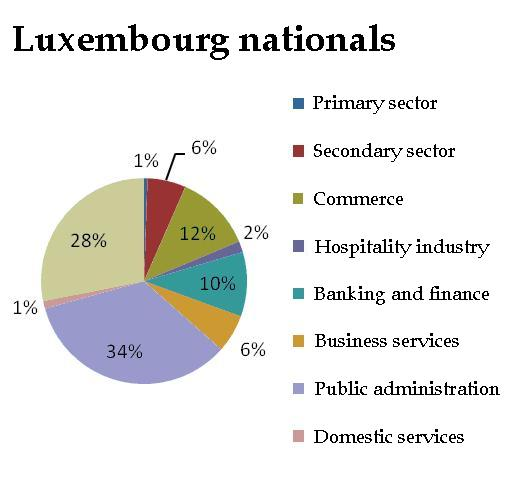 Luxembourg nationals
Primary sector
Secondary sector
Commerce
Hospitality industry
Banking and finance
Business services
Public administration
Domestic services
1%
6%
12%
2%
10%
6%
34%
1%
28%